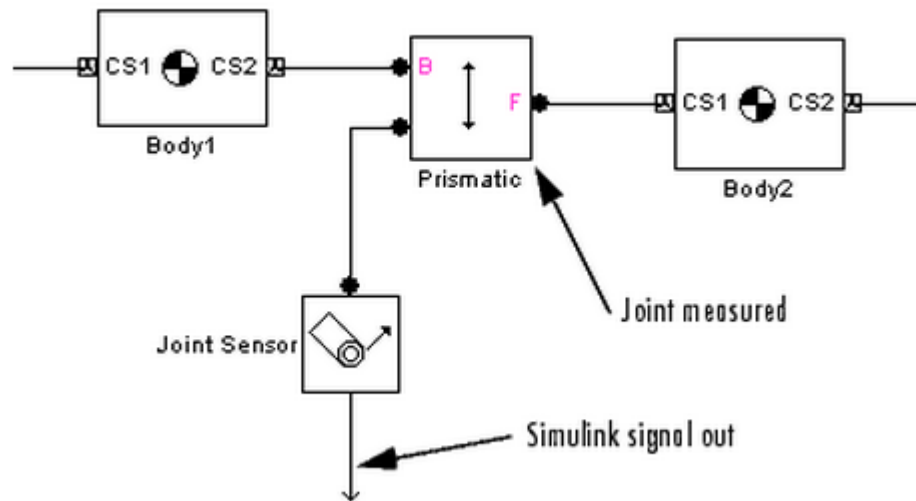 CS1 CS2
Body1
B
F
Prismatic
CS1 CS2
Body2
Joint measured
Joint Sensor
Simulink signal out